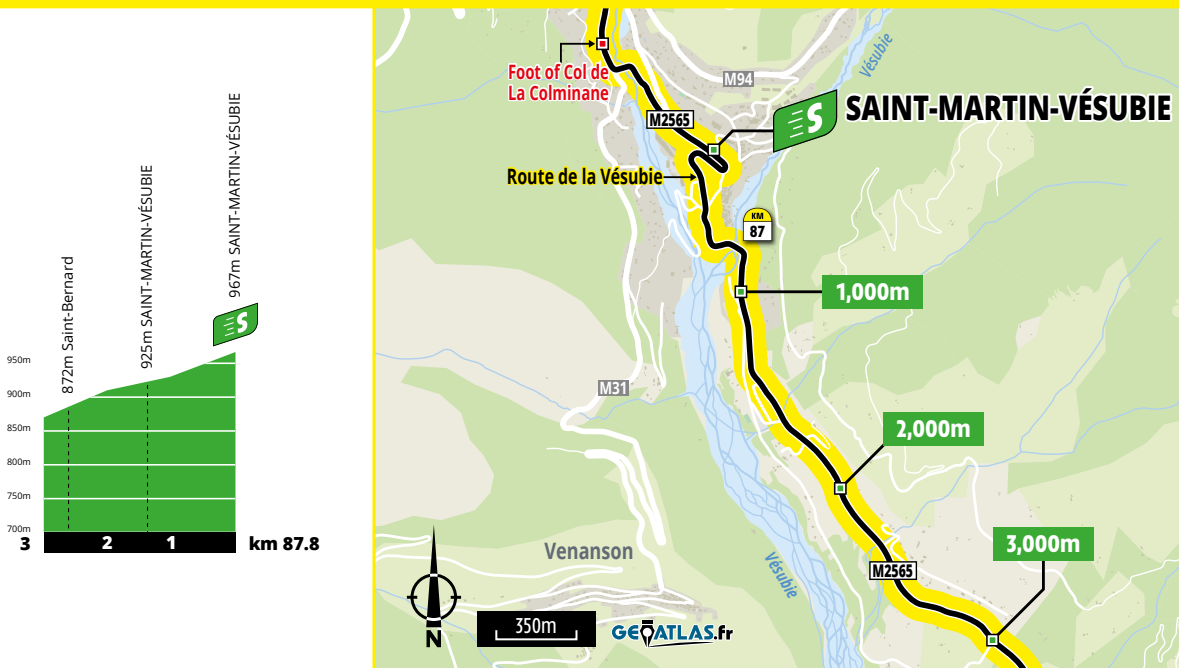 872m Saint-Bernard
925m SAINT-MARTIN-VÉSUBIE
967m SAINT-MARTIN-VÉSUBIE
S
950m
900m
850m
800m
750m
700m
3
2
1
km 87.8
Foot of Col de
La Colminane
M94
Vésubie
M2565
S
SAINT-MARTIN-VÉSUBIE
Route de la Vésubie
KM
87
1,000m
M31
2,000m
3,000m
Venanson
Vésubie
M2565
N
350m
GEOATLAS.fr